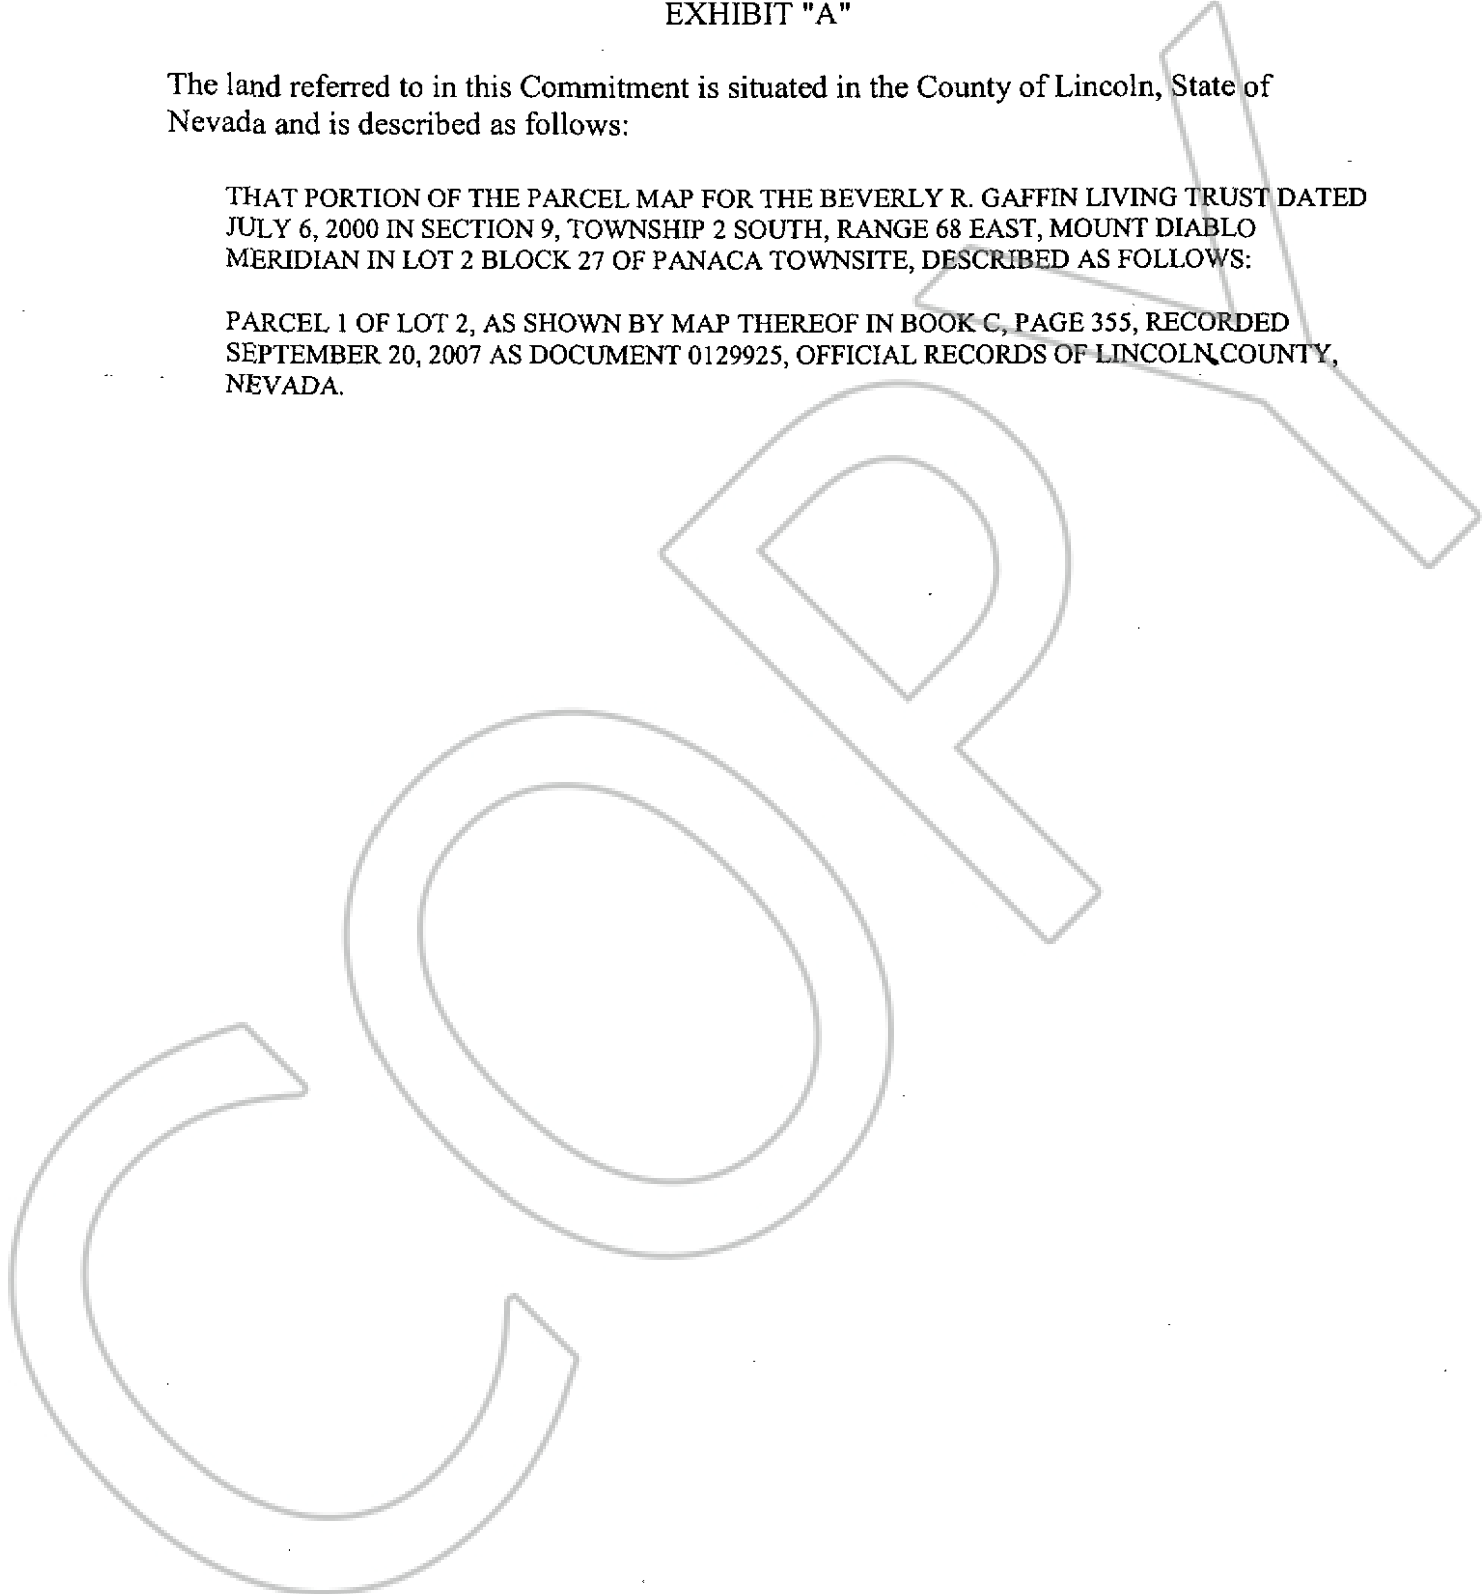 EXHIBIT "A"
The land referred to in this Commitment is situated in the County of Lincoln, State of
Nevada and is described as follows:
THAT PORTION OF THE PARCEL MAP FOR THE BEVERLY R. GAFFIN LIVING TRUST DATED
JULY 6, 2000 IN SECTION 9, TOWNSHIP 2 SOUTH, RANGE 68 EAST, MOUNT DIABLO
MERIDIAN IN LOT 2 BLOCK 27 OF PANACA TOWNSITE, DESCRIBED AS FOLLOWS:
PARCEL 1 OF LOT 2, AS SHOWN BY MAP THEREOF IN BOOK C, PAGE 355, RECORDED
SEPTEMBER 20, 2007 AS DOCUMENT 0129925, OFFICIAL RECORDS OF LINCOLN COUNTY,
NEVADA.
COPY